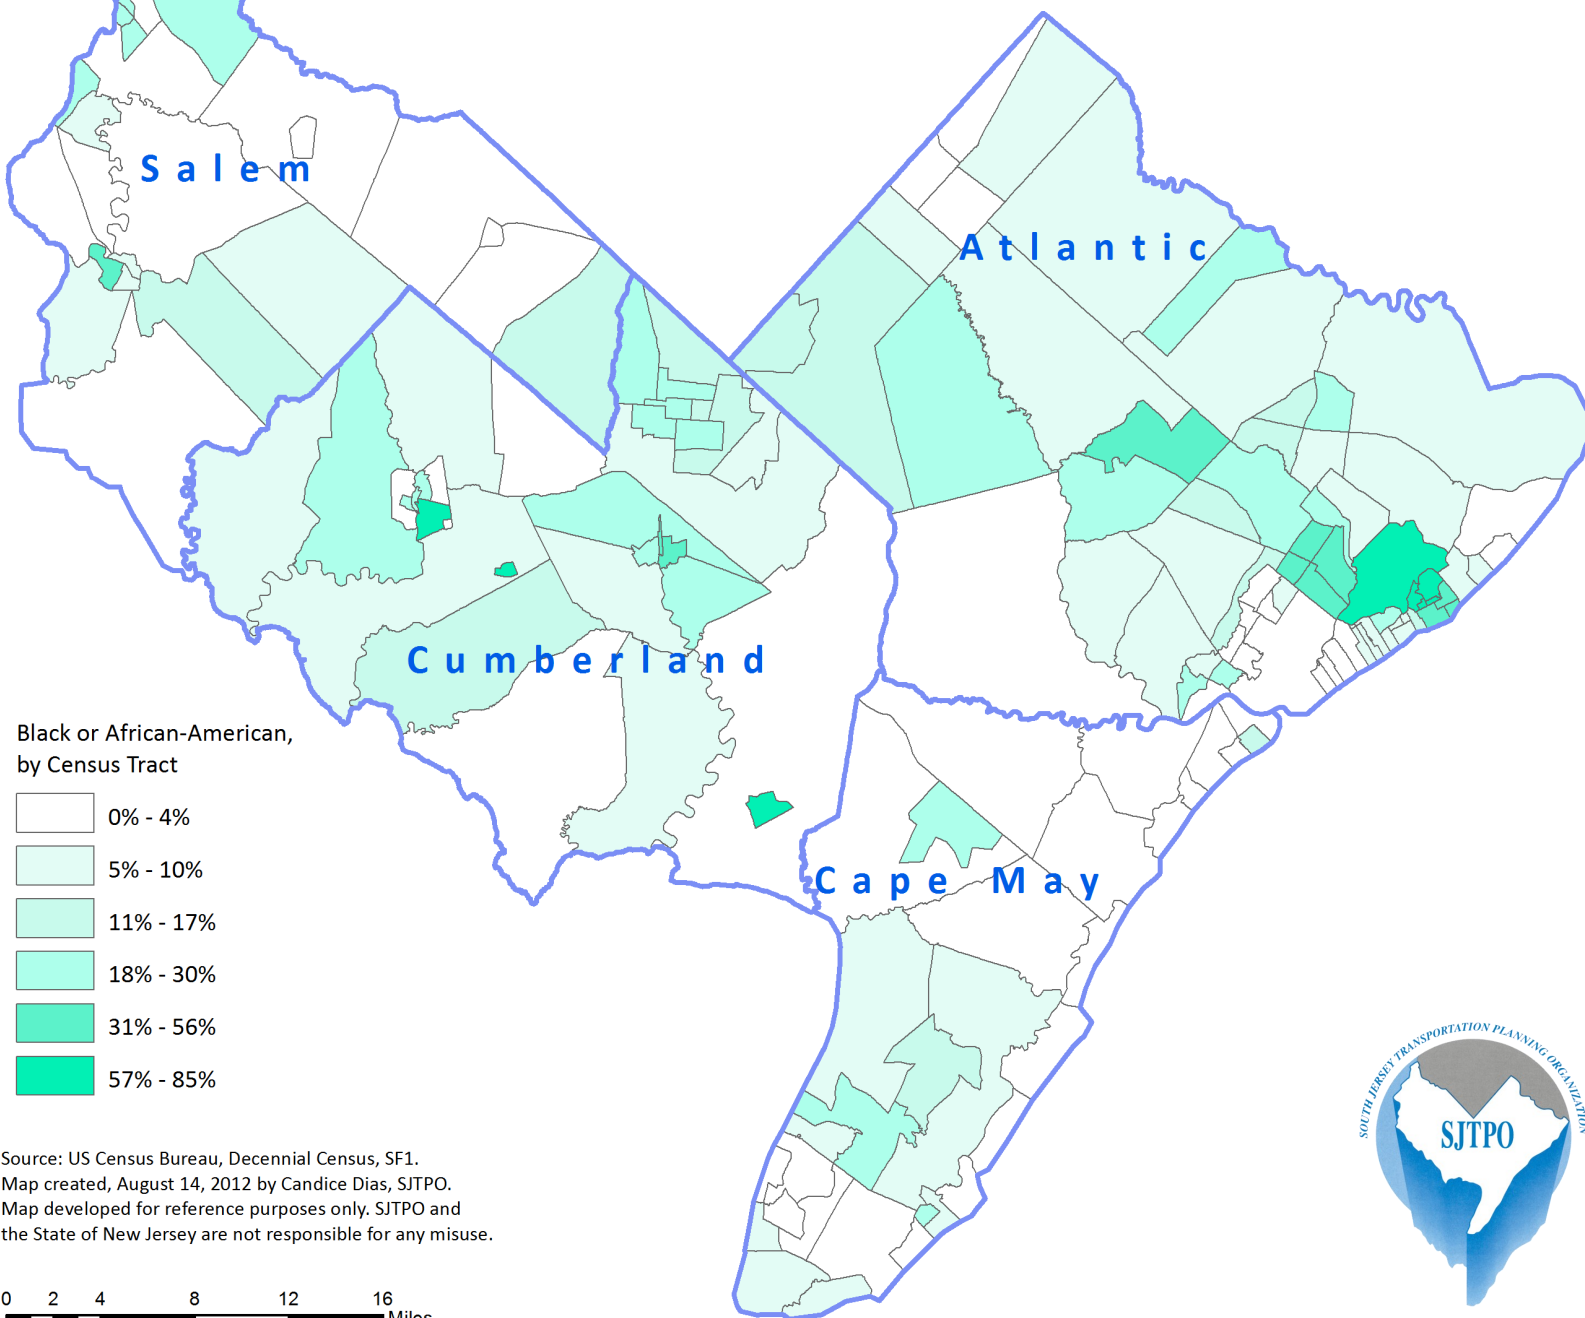 Salem
Atlantic
Cumberland
Cape May
Black or African-American,
by Census Tract
0% - 4%
5% - 10%
11% - 17%
18% - 30%
31% - 56%
57% - 85%
Source: US Census Bureau, Decennial Census, SF1.
Map created, August 14, 2012 by Candice Dias, SJTPO.
Map developed for reference purposes only. SJTPO and
the State of New Jersey are not responsible for any misuse.
0 2 4 8 12 16
Miles
SOUTH JERSEY TRANSPORTATION PLANNING ORGANIZATION
SJTPO